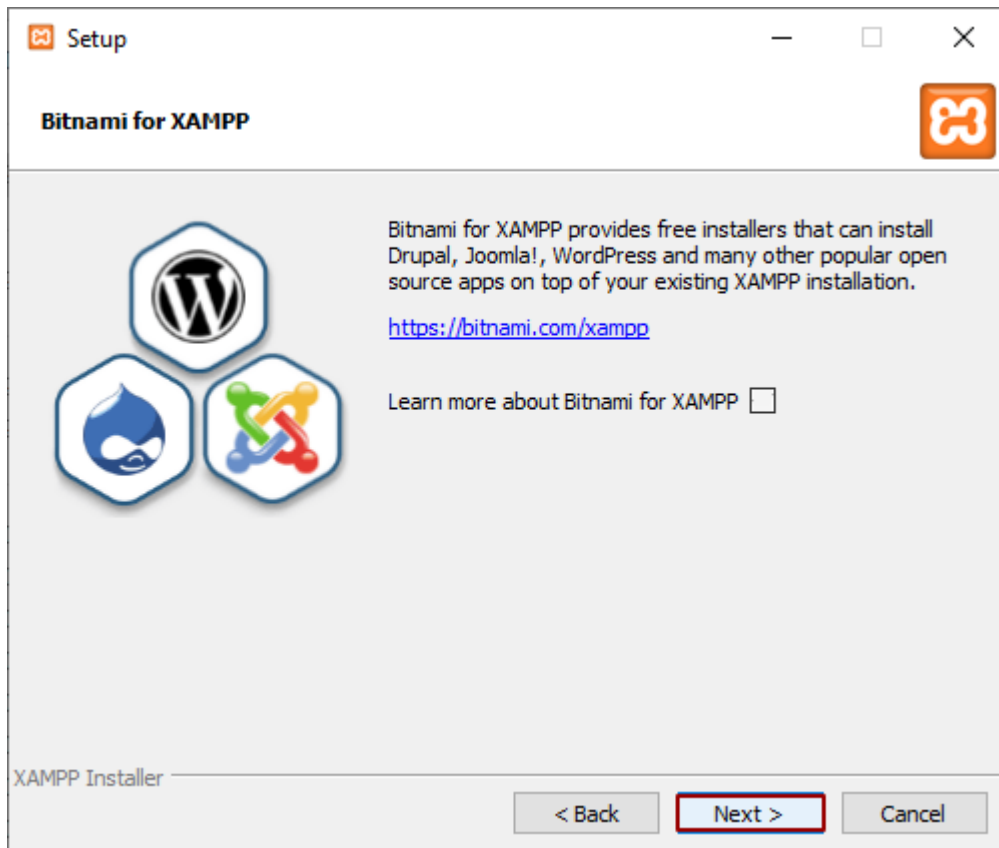 Setup
Bitnami for XAMPP
Bitnami for XAMPP provides free installers that can install
Drupal, Joomla!, WordPress and many other popular open
source apps on top of your existing XAMPP installation.
https://bitnami.com/xampp
Learn more about Bitnami for XAMPP
XAMPP Installer
< Back
Next >
Cancel